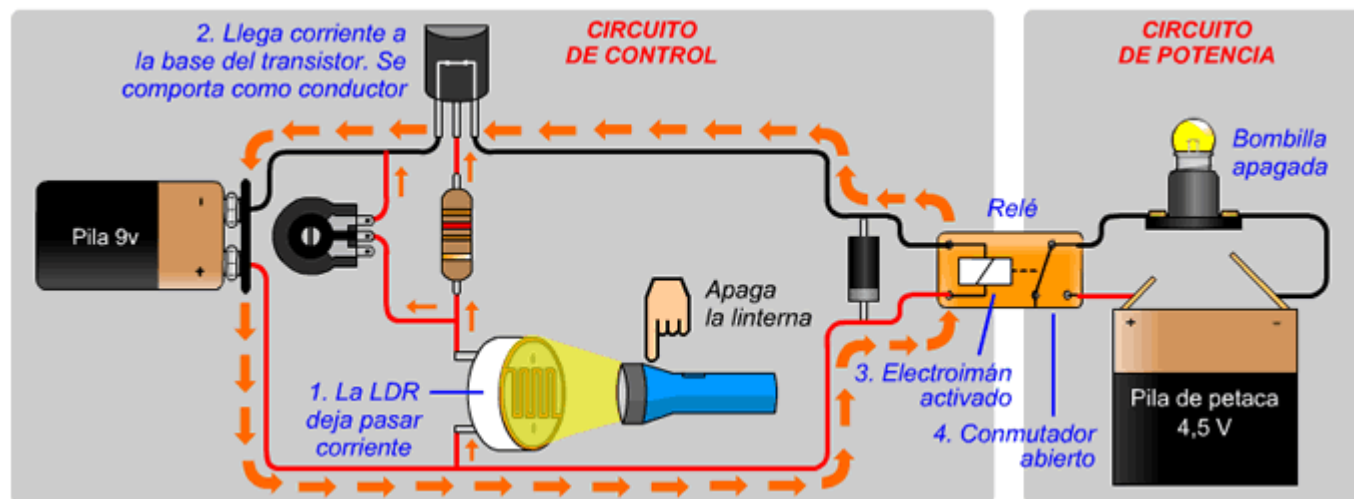 2. Llega corriente a
la base del transistor. Se
comporta como conductor
CIRCUITO
DE CONTROL
CIRCUITO
DE POTENCIA
Bombilla
apagada
Relé
Pila 9v
-
+
Apaga
la linterna
1. La LDR
deja pasar
corriente
3. Electroimán
activado
4. Conmutador
abierto
+ -
Pila de petaca
4,5 V